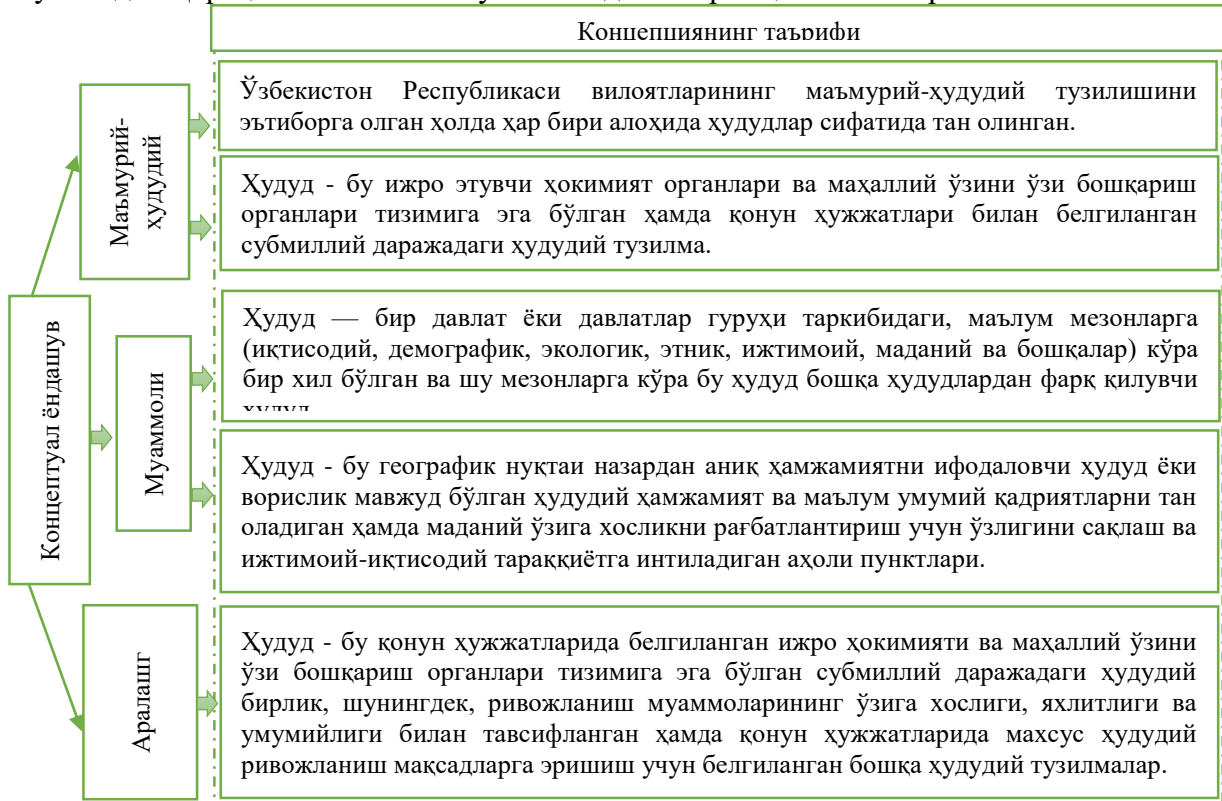 Концепциянинг таърифи
Концептуал ёндашув
Маъмурий-
ҳудудий
Ўзбекистон Республикаси вилоятларининг маъмурий-ҳудудий тузилишини
эътиборга олган ҳолда ҳар бири алоҳида ҳудудлар сифатида тан олинган.
Ҳудуд - бу ижро этувчи ҳокимият органлари ва маҳаллий ўзини ўзи бошқариш
органлари тизимига эга бўлган ҳамда қонун ҳужжатлари билан белгиланган
субмиллий даражадаги ҳудудий тузилма.
Муаммоли
Ҳудуд — бир давлат ёки давлатлар гуруҳи таркибидаги, маълум мезонларга
(иқтисодий, демографик, экологик, этник, ижтимоий, маданий ва бошқалар) кўра
бир хил бўлган ва шу мезонларга кўра бу ҳудуд бошқа ҳудудлардан фарқ қилувчи
ҳудуд
Ҳудуд - бу географик нуқтаи назардан аниқ ҳамжамиятни ифодаловчи ҳудуд ёки
ворислик мавжуд бўлган ҳудудий ҳамжамият ва маълум умумий қадриятларни тан
оладиган ҳамда маданий ўзига хосликни рағбатлантириш учун ўзлигини сақлаш ва
ижтимоий-иқтисодий тараққиётга интиладиган аҳоли пунктлари.
Аралашг
Ҳудуд - бу қонун ҳужжатларида белгиланган ижро ҳокимияти ва маҳаллий ўзини
ўзи бошқариш органлари тизимига эга бўлган субмиллий даражадаги ҳудудий
бирлик, шунингдек, ривожланиш муаммоларининг ўзига хослиги, яхлитлиги ва
умумийлиги билан тавсифланган ҳамда қонун ҳужжатларида махсус ҳудудий
ривожланиш мақсадларга эришиш учун белгиланган бошқа ҳудудий тузилмалар.